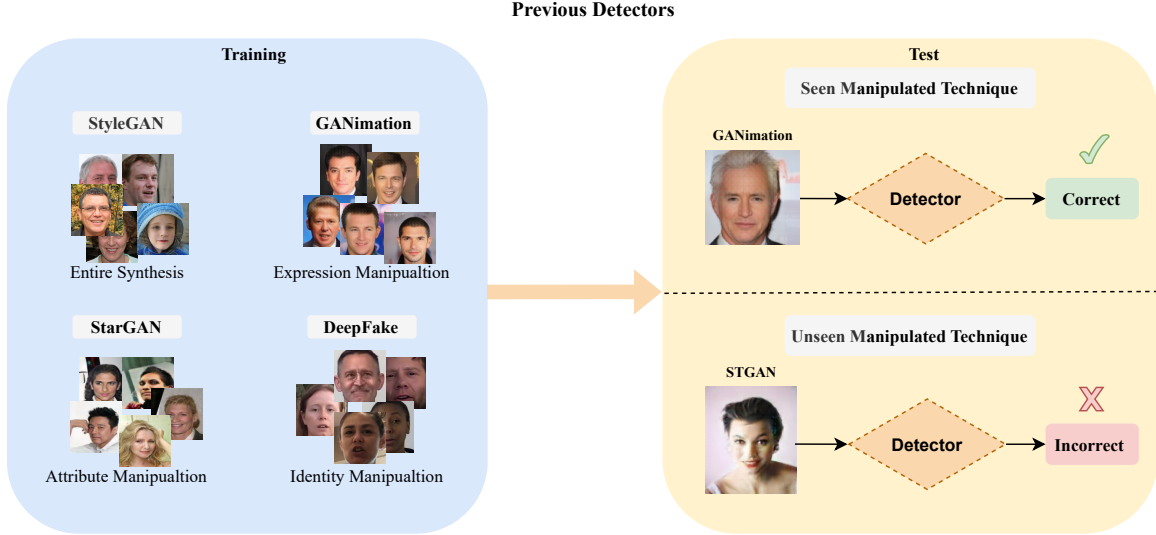 Previous Detectors
Training
StyleGAN
GANimation
Entire Synthesis
Expression Manipualtion
StarGAN
DeepFake
Attribute Manipualtion
Identity Manipualtion
Test
Seen Manipulated Technique
GANimation
Detector
Correct
Unseen Manipulated Technique
STGAN
Detector
Incorrect